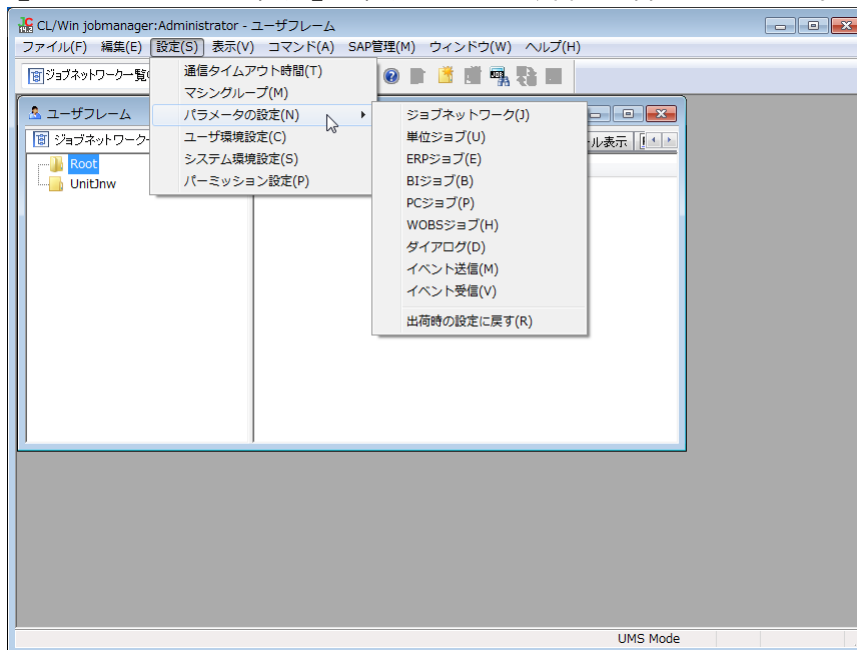 CL/Win jobmanager:Administrator - ユーザフレーム
ファイル(F) 編集(E) 設定(S) 表示(V) コマンド(A) SAP管理(M) ウィンドウ(W) ヘルプ(H)
ジョブネットワーク一覧
通信タイムアウト時間(T)
マシングループ(M)
パラメータの設定(N)
ユーザ環境設定(C)
システム環境設定(S)
パーミッション設定(P)
ジョブネットワーク(J)
単位ジョブ(U)
ERPジョブ(E)
BIジョブ(B)
PCジョブ(P)
WOBSジョブ(H)
ダイアログ(D)
イベント送信(M)
イベント受信(V)
出荷時の設定に戻す(R)
ユーザフレーム
ジョブネットワーク
ル表示
Root
UnitJnw
UMS Mode